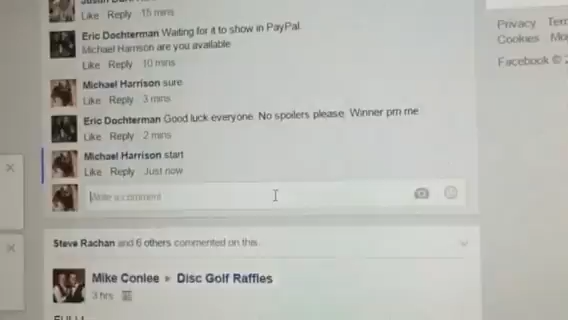 Like Reply 15 mins
Eric Dochterman Waiting for it to show in PayPal.
Michael Harrison are you available
Like Reply 10 mins
Michael Harrison sure
Like Reply 3 mins
Eric Dochterman Good luck everyone. No spoilers please. Winner pm me
Like Reply 2 mins
Michael Harrison start
Like Reply Just now
Write a comment
Steve Rachan and 6 others commented on this.
Mike Conlee ▸ Disc Golf Raffles
3 hrs
Privacy
Cookies
Facebook ©